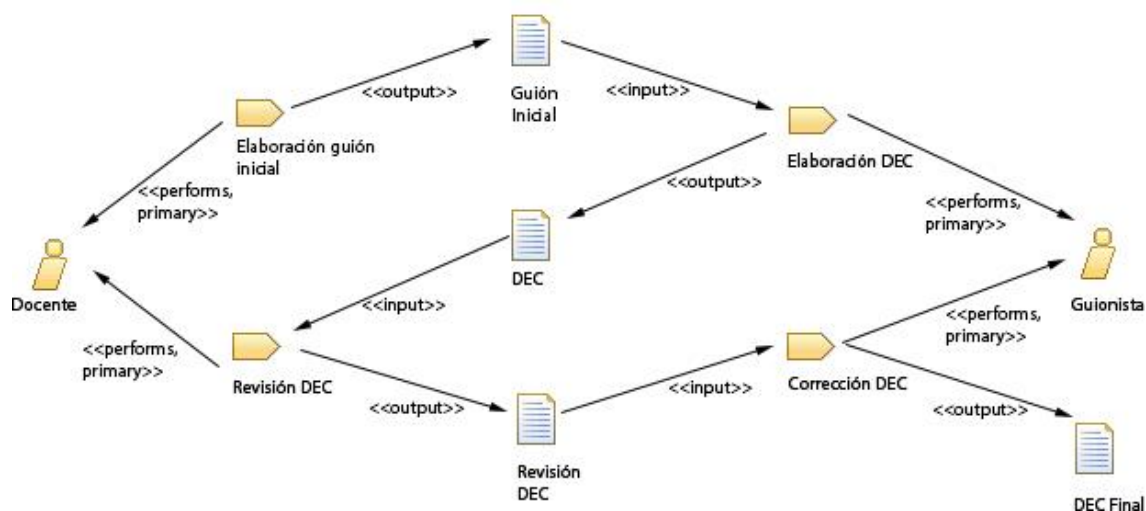 <<output>>
Guión
Inicial
<<input>>
Elaboración guión
inicial
Elaboración DEC
<<performs,
primary>>
<<output>>
<<performs,
primary>>
DEC
Docente
<<input>>
Guionista
<<performs,
primary>>
Revisión DEC
<<output>>
<<input>>
Corrección DEC
<<performs,
primary>>
<<output>>
Revisión
DEC
DEC Final